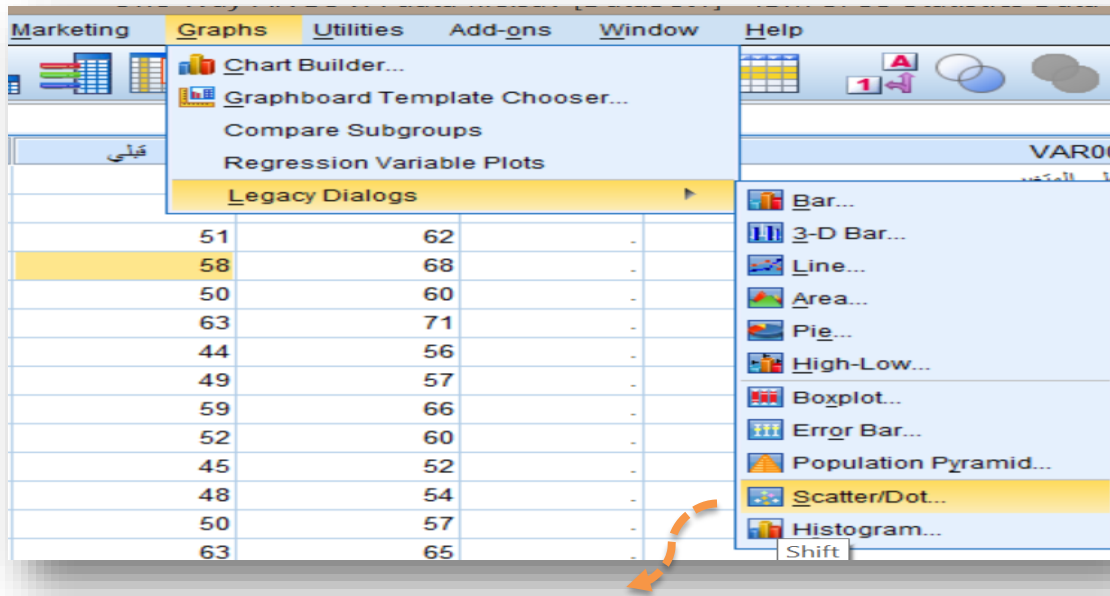 Marketing Graphs Utilities Add-ons Window Help
Chart Builder...
Graphboard Template Chooser...
Compare Subgroups
Regression Variable Plots
Legacy Dialogs
Bar...
3-D Bar...
Line...
Area...
Pie...
High-Low...
Boxplot...
Error Bar...
Population Pyramid...
Scatter/Dot...
Histogram...
Shift
A
1
قبلي VAR00
51 62 .
58 68 .
50 60 .
63 71 .
44 56 .
49 57 .
59 66 .
52 60 .
45 52 .
48 54 .
50 57 .
63 65 .